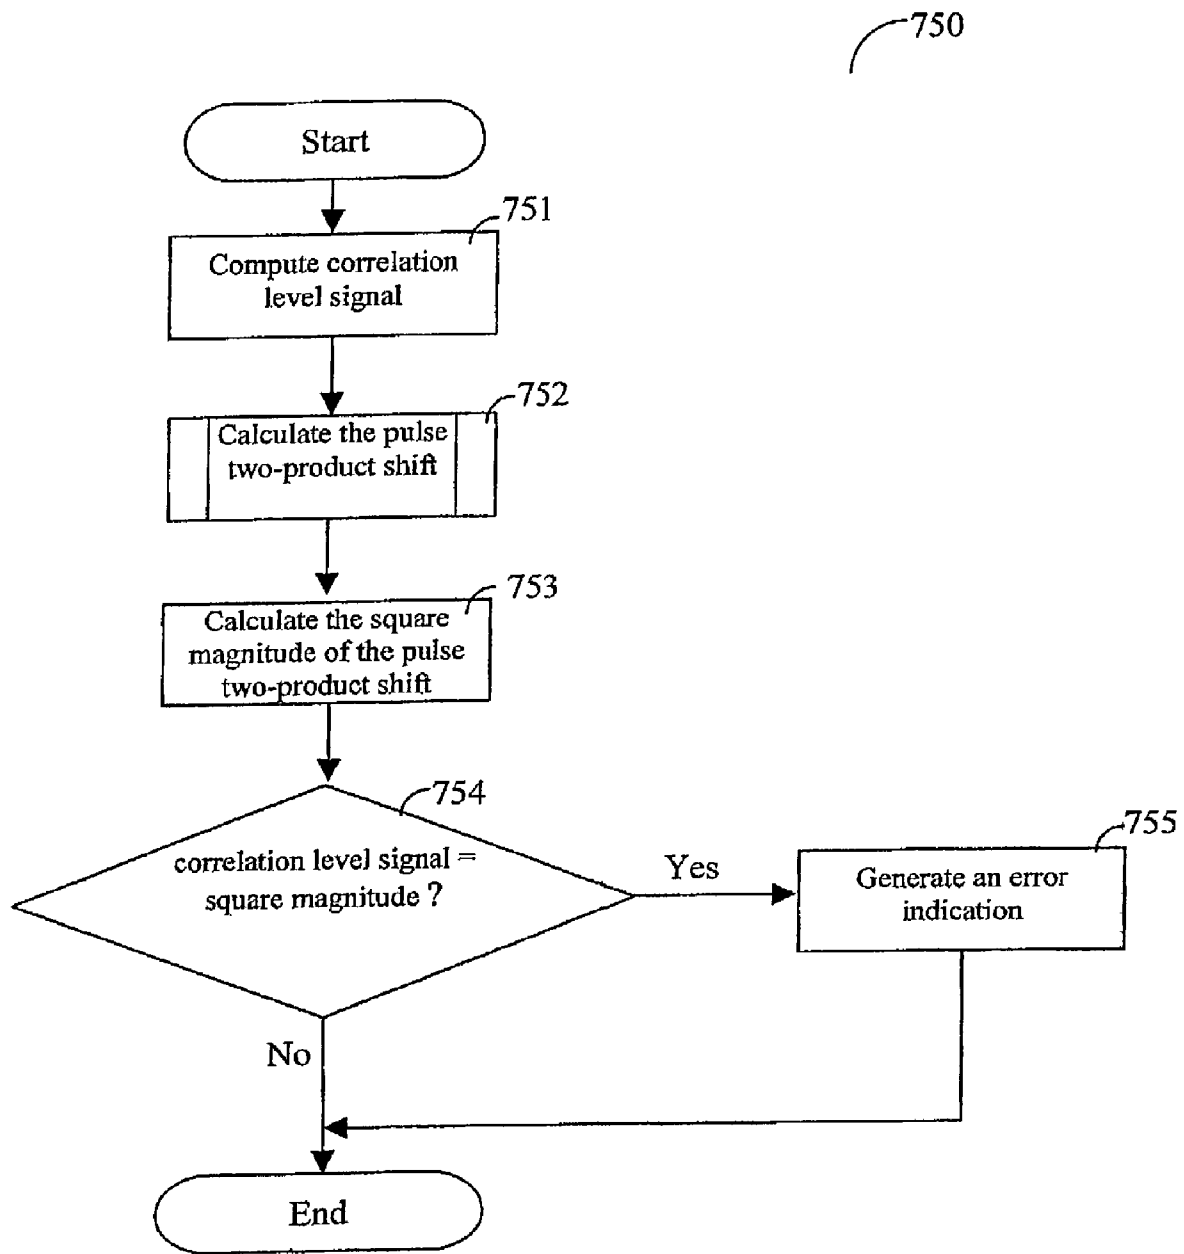 750
Start
751
Compute correlation
level signal
752
Calculate the pulse
two-product shift
753
Calculate the square
magnitude of the pulse
two-product shift
754
correlation level signal =
square magnitude ?
Yes
755
Generate an error
indication
No
End